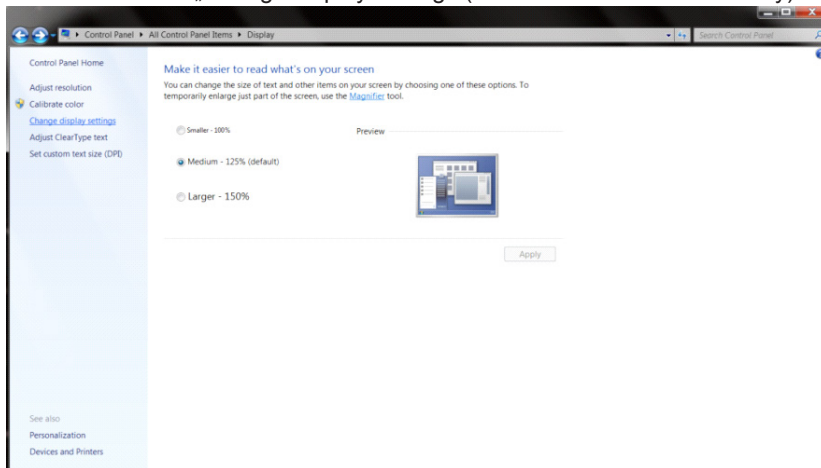 Control Panel ▸ All Control Panel Items ▸ Display
Search Control Panel
Control Panel Home
Adjust resolution
Calibrate color
Change display settings
Adjust ClearType text
Set custom text size (DPI)
See also
Personalization
Devices and Printers
Make it easier to read what's on your screen
You can change the size of text and other items on your screen by choosing one of these options. To
temporarily enlarge just part of the screen, use the Magnifier tool.
Smaller - 100%
Preview
Medium - 125% (default)
Larger - 150%
Apply